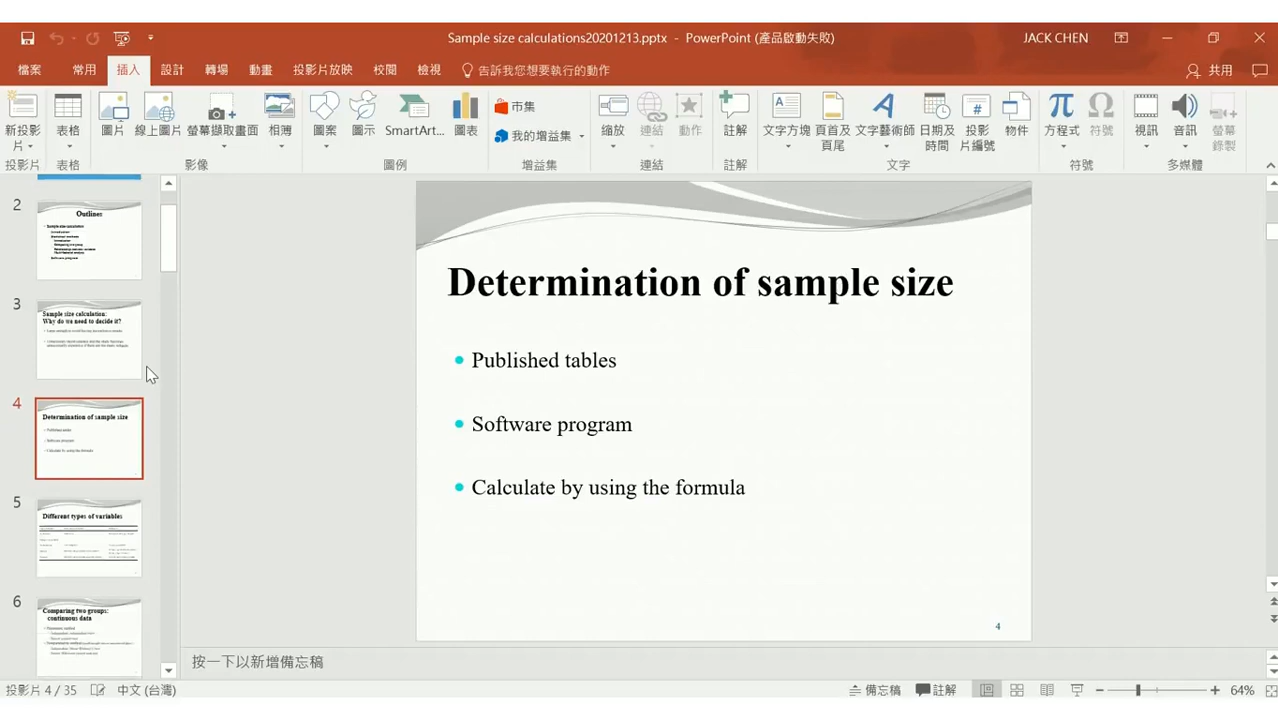 Sample size calculations20201213.pptx - PowerPoint (產品啟動失敗)
JACK CHEN
檔案 常用 插入 設計 轉場 動畫 投影片放映 校閱 檢視 告訴我您想要執行的動作 共用
新投影片 表格 圖片 線上圖片 螢幕擷取畫面 相簿 圖案 圖示 SmartArt... 圖表 市集 我的增益集 縮放 連結 動作 註解 文字方塊 頁首及頁尾 文字藝術師 日期及時間 投影片編號 物件 方程式 符號 視訊 音訊 螢幕錄製
投影片 表格 影像 圖例 增益集 連結 註解 文字 符號 多媒體
2
Outlines
Sample size calculation
3
Sample size calculation:
Why do we need to decide it?
4
Determination of sample size
Published tables
Software program
Calculate by using the formula
5
Different types of variables
6
Comparing two groups:
continuous data
Determination of sample size
Published tables
Software program
Calculate by using the formula
4
按一下以新增備忘稿
投影片 4 / 35 中文 (台灣) 備忘稿 註解 64%